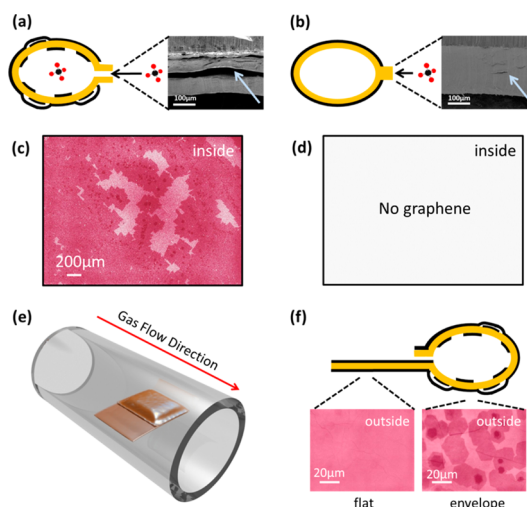 (a)
100µm
(b)
100µm
(c)
inside
200µm
(d)
inside
No graphene
(e)
Gas Flow Direction
(f)
outside
20µm
outside
20µm
flat
envelope